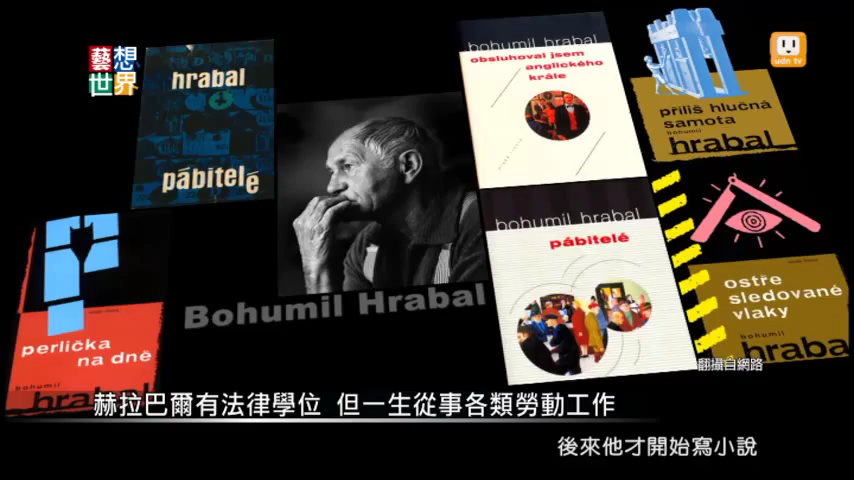 藝想
世界
udn tv
hrabal
pábitelé
bohumil hrabal
obsluhoval jsem
anglického
krále
příliš hlučná
samota
bohumil
hrabal
bohumil hrabal
pábitelé
Bohumil Hrabal
perlička
na dně
bohumil
hrabal
ostře
sledované
vlaky
bohumil
hrabal
翻攝自網路
赫拉巴爾有法律學位 但一生從事各類勞動工作
後來他才開始寫小說